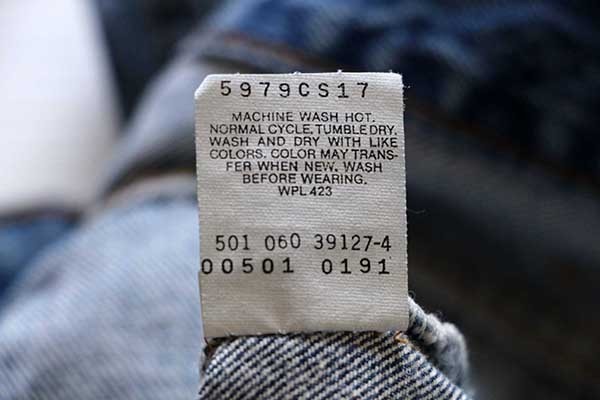 5979CS17
MACHINE WASH HOT.
NORMAL CYCLE, TUMBLE DRY.
WASH AND DRY WITH LIKE
COLORS. COLOR MAY TRANS-
FER WHEN NEW. WASH
BEFORE WEARING.
WPL 423
501 060 39127-4
00501 0191